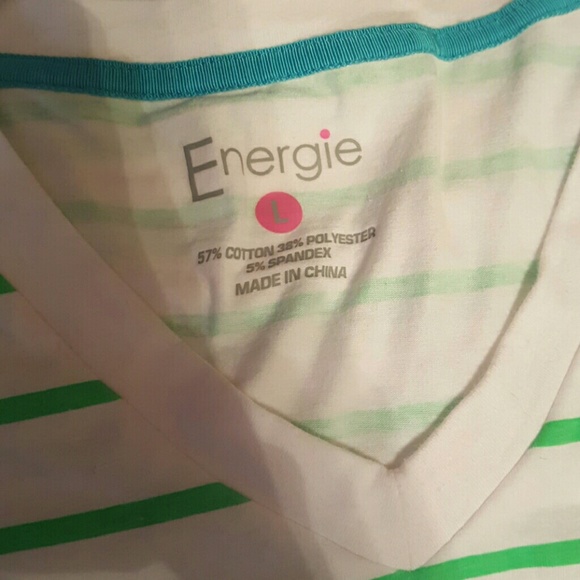 Energie
L
57% COTTON 38% POLYESTER
5% SPANDEX
MADE IN CHINA